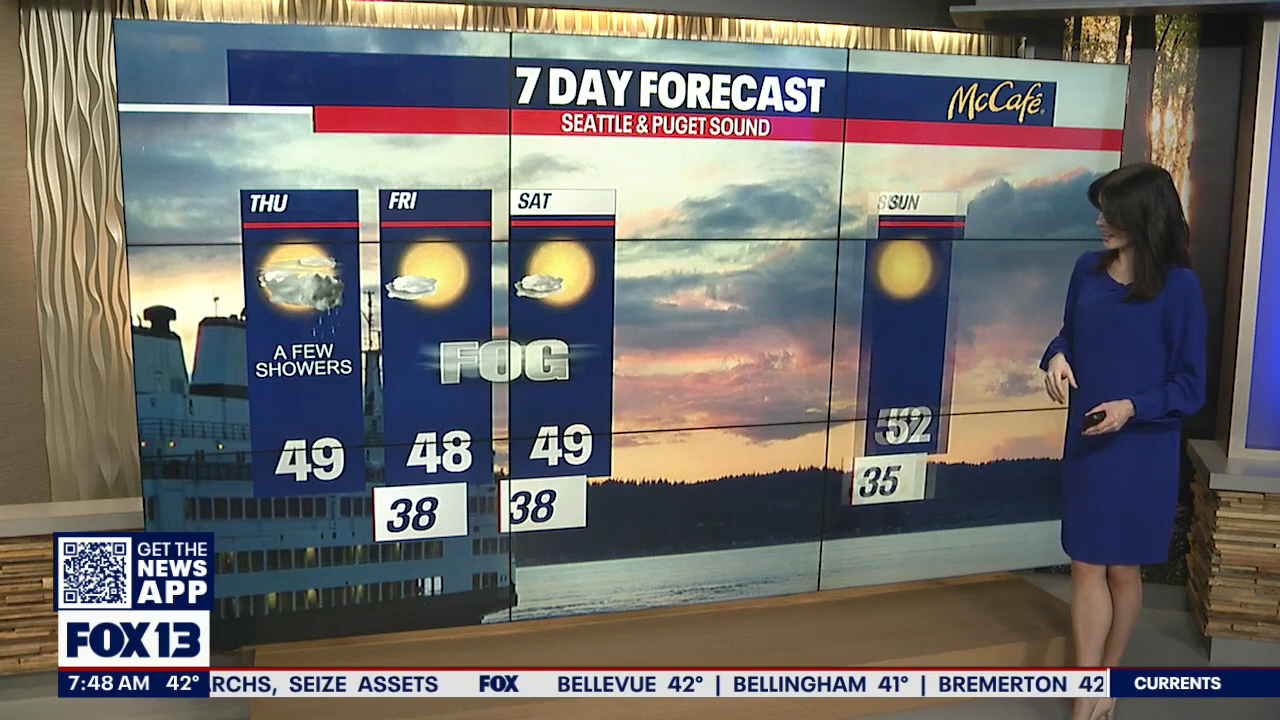 7 DAY FORECAST
McCafé
SEATTLE & PUGET SOUND
THU
FRI
SAT
SUN
A FEW
SHOWERS
FOG
49
48
49
38
38
35
GET THE
NEWS
APP
FOX 13
7:48 AM 42° ARCHS, SEIZE ASSETS FOX BELLEVUE 42° | BELLINGHAM 41° | BREMERTON 42 CURRENTS